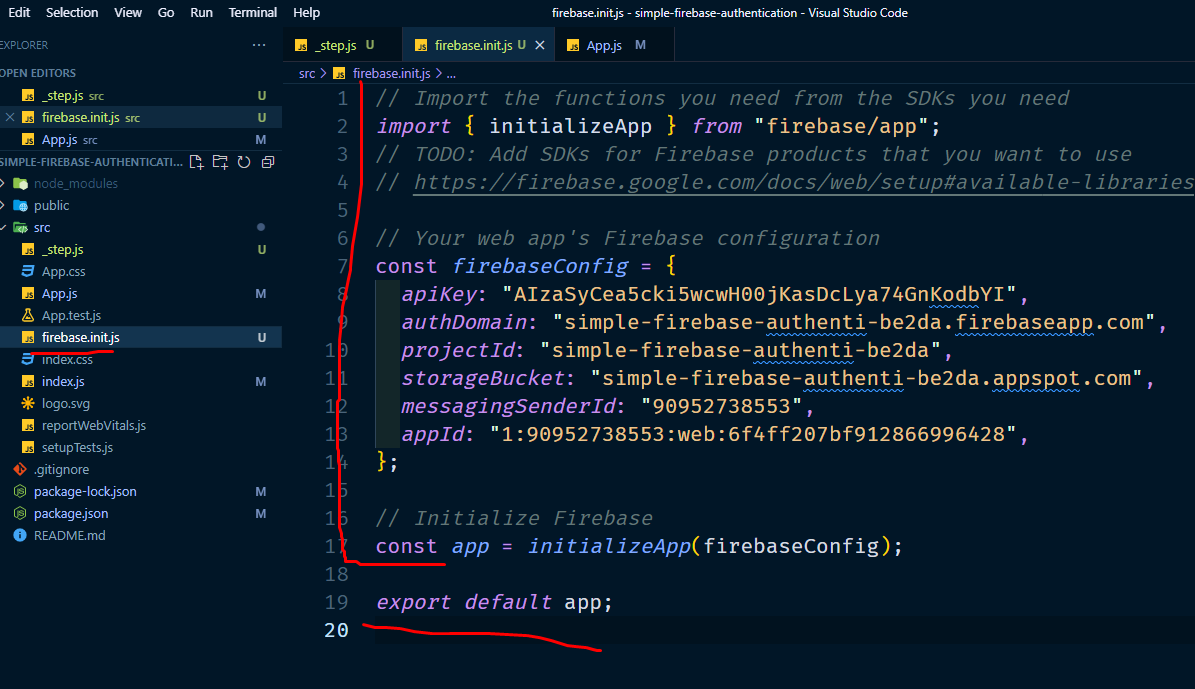 Edit Selection View Go Run Terminal Help firebase.init.js - simple-firebase-authentication - Visual Studio Code
EXPLORER ...
OPEN EDITORS
_step.js src U
firebase.init.js src U
App.js src M
SIMPLE-FIREBASE-AUTHENTICATI...
node_modules
public
src
_step.js U
App.css
App.js M
App.test.js
firebase.init.js U
index.css
index.js M
logo.svg
reportWebVitals.js
setupTests.js
.gitignore
package-lock.json M
package.json M
README.md
_step.js U firebase.init.js U App.js M
src > firebase.init.js > ...
1 // Import the functions you need from the SDKs you need
2 import { initializeApp } from "firebase/app";
3 // TODO: Add SDKs for Firebase products that you want to use
4 // https://firebase.google.com/docs/web/setup#available-libraries
5
6 // Your web app's Firebase configuration
7 const firebaseConfig = {
8 apiKey: "AIzaSyCea5cki5wcwH00jKasDcLya74GnKodbYI",
9 authDomain: "simple-firebase-authenti-be2da.firebaseapp.com",
10 projectId: "simple-firebase-authenti-be2da",
11 storageBucket: "simple-firebase-authenti-be2da.appspot.com",
12 messagingSenderId: "90952738553",
13 appId: "1:90952738553:web:6f4ff207bf912866996428",
14 };
15
16 // Initialize Firebase
17 const app = initializeApp(firebaseConfig);
18
19 export default app;
20